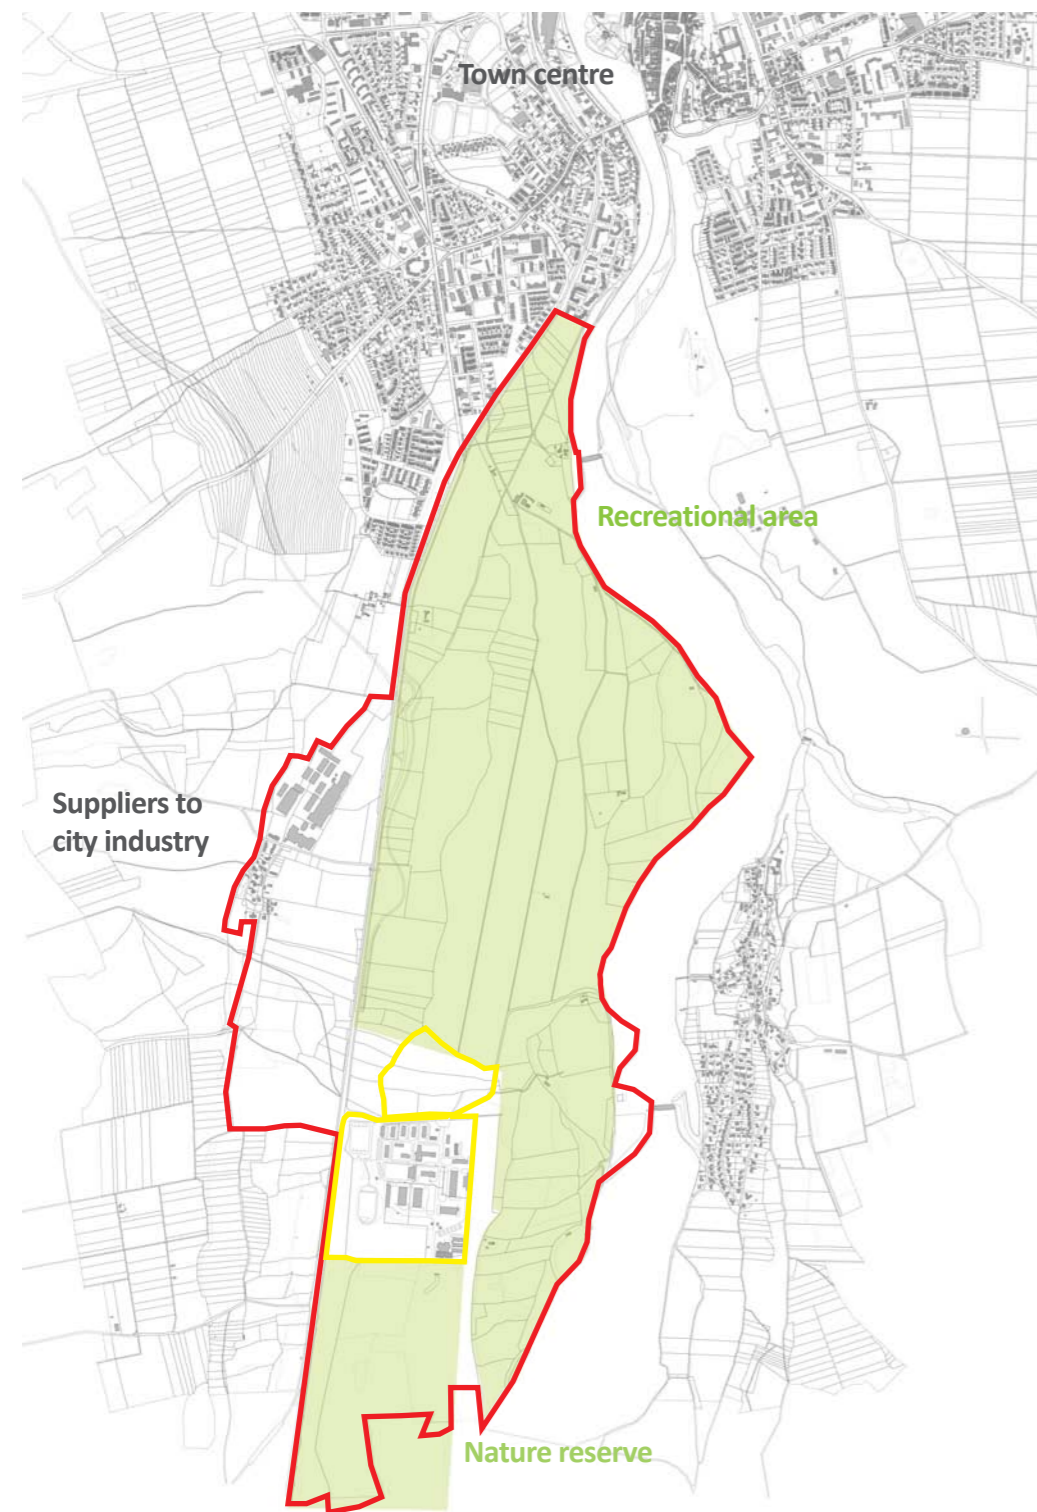 Town centre
Recreational area
Suppliers to
city industry
Nature reserve